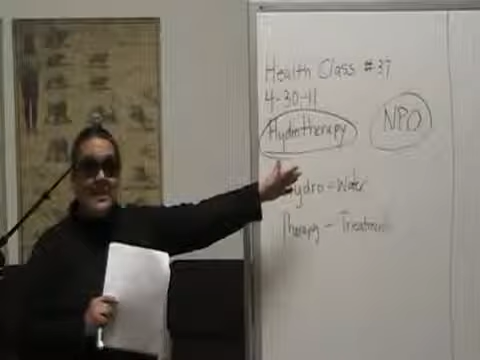 Health Class #37
4-30-11
Hydrotherapy NPO
Hydro = Water
Therapy - Treatment